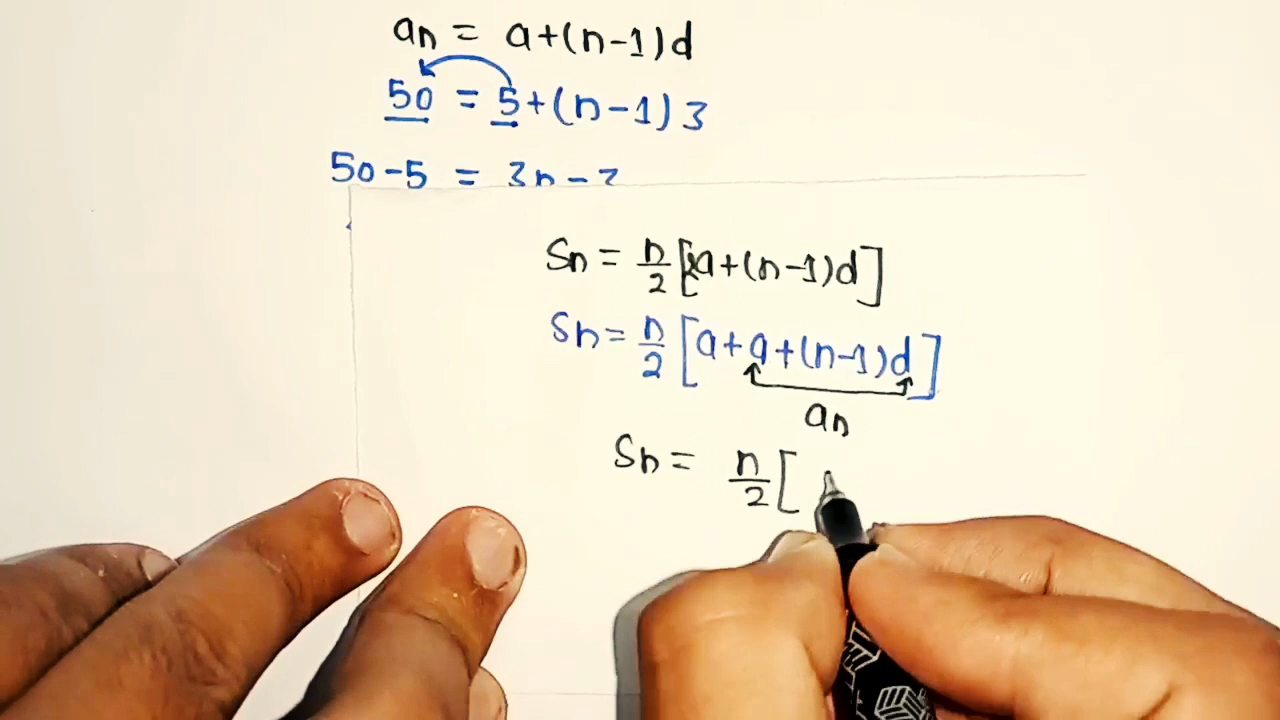 an = a+(n-1)d
50 = 5+(n-1)3
50-5 = 3n-3
Sn = n/2 [2a+(n-1)d]
Sn = n/2 [a+a+(n-1)d]
an
Sn = n/2 [